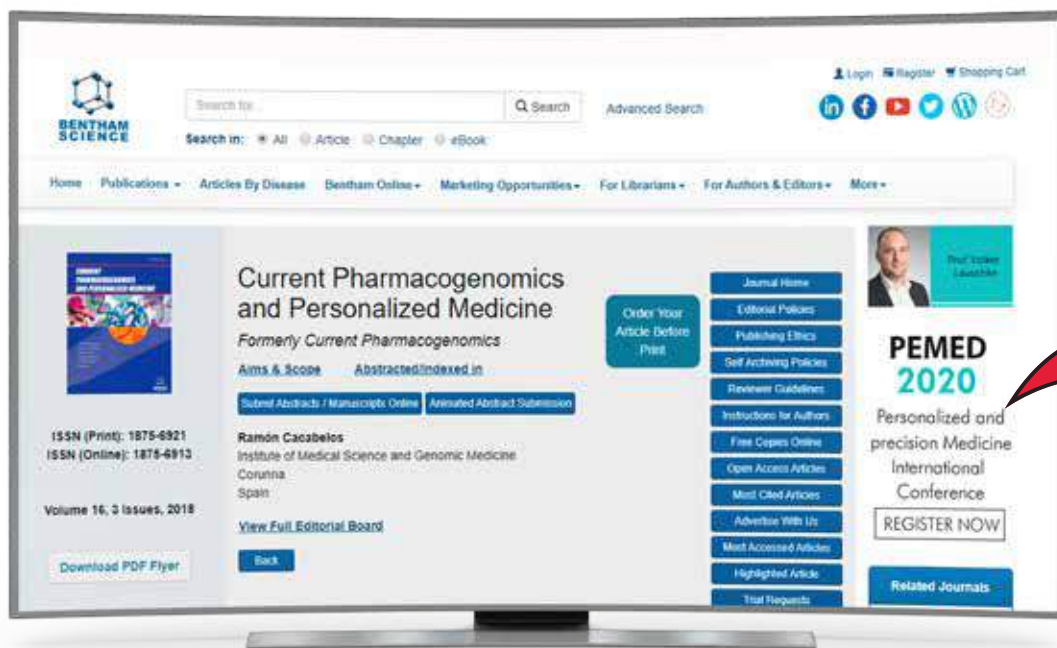 Login Register Shopping Cart
BENTHAM
SCIENCE
Search for...
Search
Advanced Search
Search in: All Article Chapter eBook
Home Publications Articles By Disease Bentham Online Marketing Opportunities For Librarians For Authors & Editors More
ISSN (Print): 1875-6921
ISSN (Online): 1875-6913
Volume 16, 3 Issues, 2018
Download PDF Flyer
Current Pharmacogenomics
and Personalized Medicine
Formerly Current Pharmacogenomics
Aims & Scope Abstracted/Indexed in
Submit Abstracts / Manuscripts Online Animated Abstract Submission
Ramón Cacabelos
Institute of Medical Science and Genomic Medicine
Corunna
Spain
View Full Editorial Board
Back
Order Your
Article Before
Print
Journal Home
Editorial Policies
Publishing Ethics
Self Archiving Policies
Reviewer Guidelines
Instructions for Authors
Free Copies Online
Open Access Articles
Most Cited Articles
Advertise With Us
Most Accessed Articles
Highlighted Article
Trial Requests
Prof. Volker
Lauschke
PEMED
2020
Personalized and
precision Medicine
International
Conference
REGISTER NOW
Related Journals